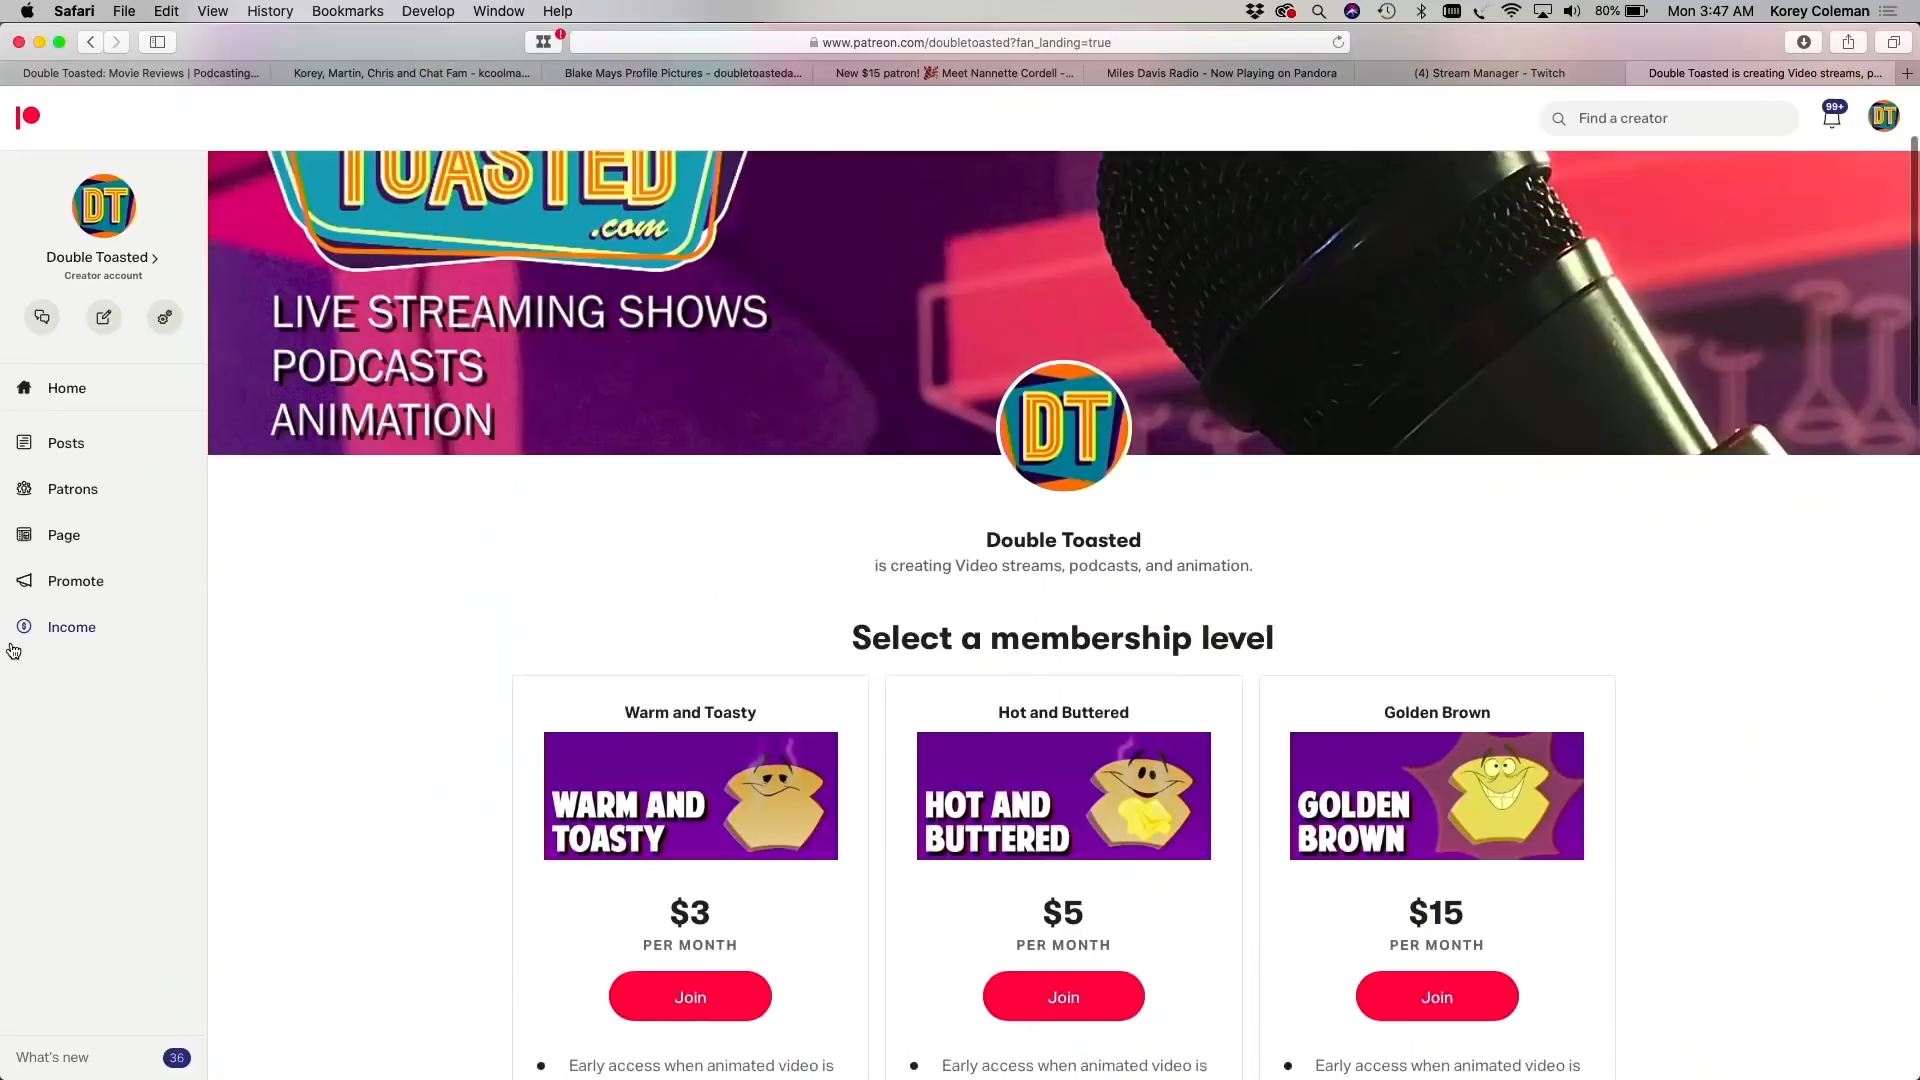 Safari File Edit View History Bookmarks Develop Window Help 80% Mon 3:47 AM Korey Coleman
www.patreon.com/doubletoasted?fan_landing=true
Double Toasted: Movie Reviews | Podcasting... Korey, Martin, Chris and Chat Fam - kcoolma... Blake Mays Profile Pictures - doubletoasteda... New $15 patron! 🎉 Meet Nannette Cordell -... Miles Davis Radio - Now Playing on Pandora (4) Stream Manager - Twitch Double Toasted is creating Video streams, p...
Find a creator 99+ DT
DT
Double Toasted
Creator account
Home
Posts
Patrons
Page
Promote
Income
What's new 36
TOASTED
.com
LIVE STREAMING SHOWS
PODCASTS
ANIMATION
DT
Double Toasted
is creating Video streams, podcasts, and animation.
Select a membership level
Warm and Toasty
WARM AND
TOASTY
$3
PER MONTH
Join
Early access when animated video is
Hot and Buttered
HOT AND
BUTTERED
$5
PER MONTH
Join
Early access when animated video is
Golden Brown
GOLDEN
BROWN
$15
PER MONTH
Join
Early access when animated video is